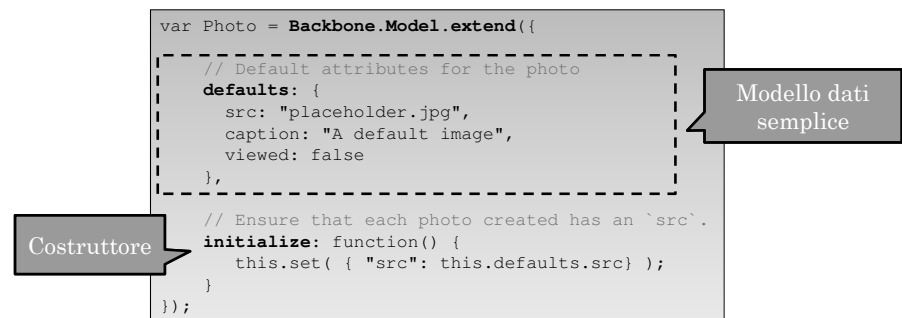 var Photo = Backbone.Model.extend({
// Default attributes for the photo
defaults: {
src: "placeholder.jpg",
caption: "A default image",
viewed: false
},
Modello dati
semplice
// Ensure that each photo created has an `src`.
initialize: function() {
this.set( { "src": this.defaults.src} );
}
});
Costruttore